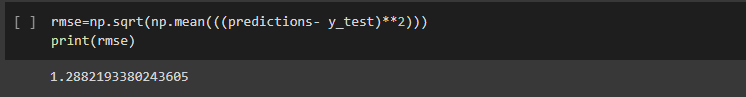 [ ] rmse=np.sqrt(np.mean(((predictions- y_test)**2)))
print(rmse)
1.2882193380243605